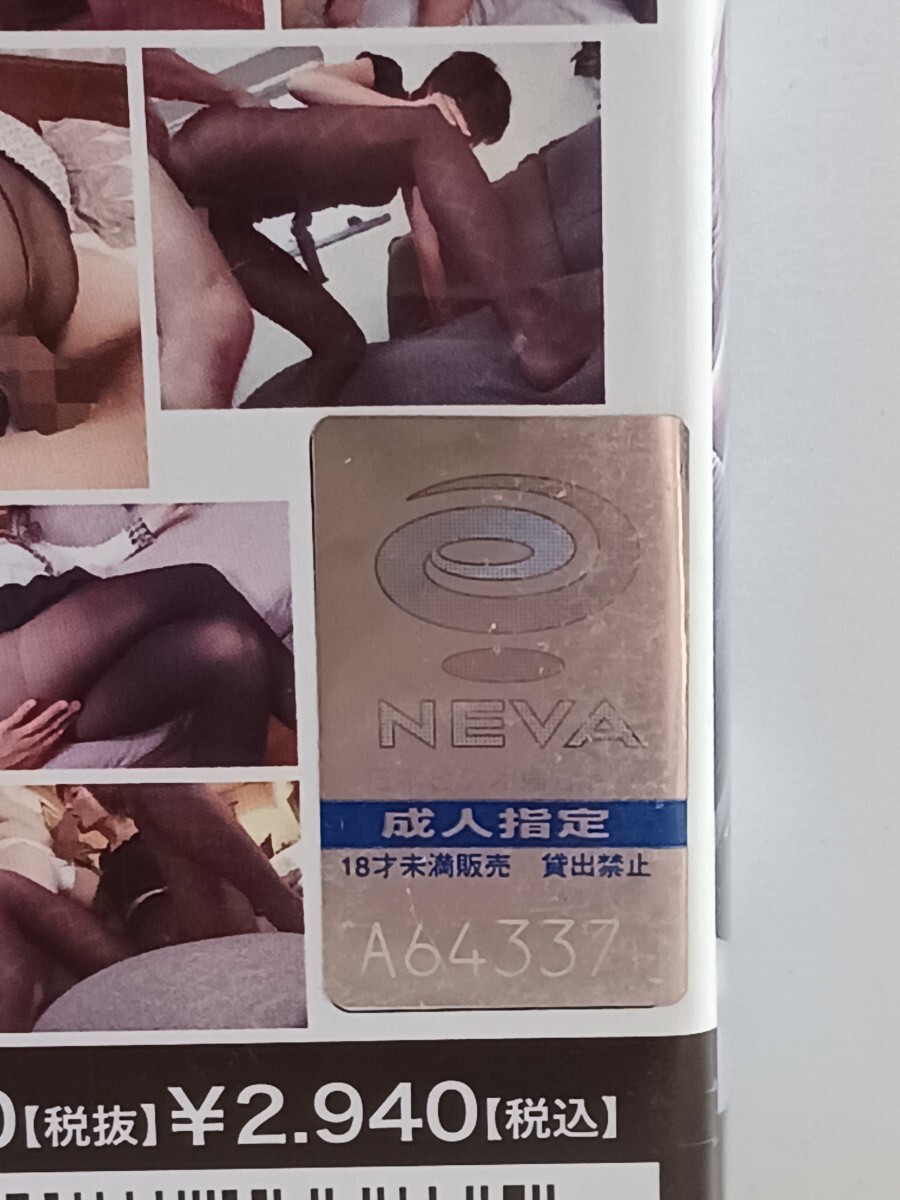 NEVA
成人指定
18才未満販売 貸出禁止
A64337
0【税抜】¥2.940【税込】